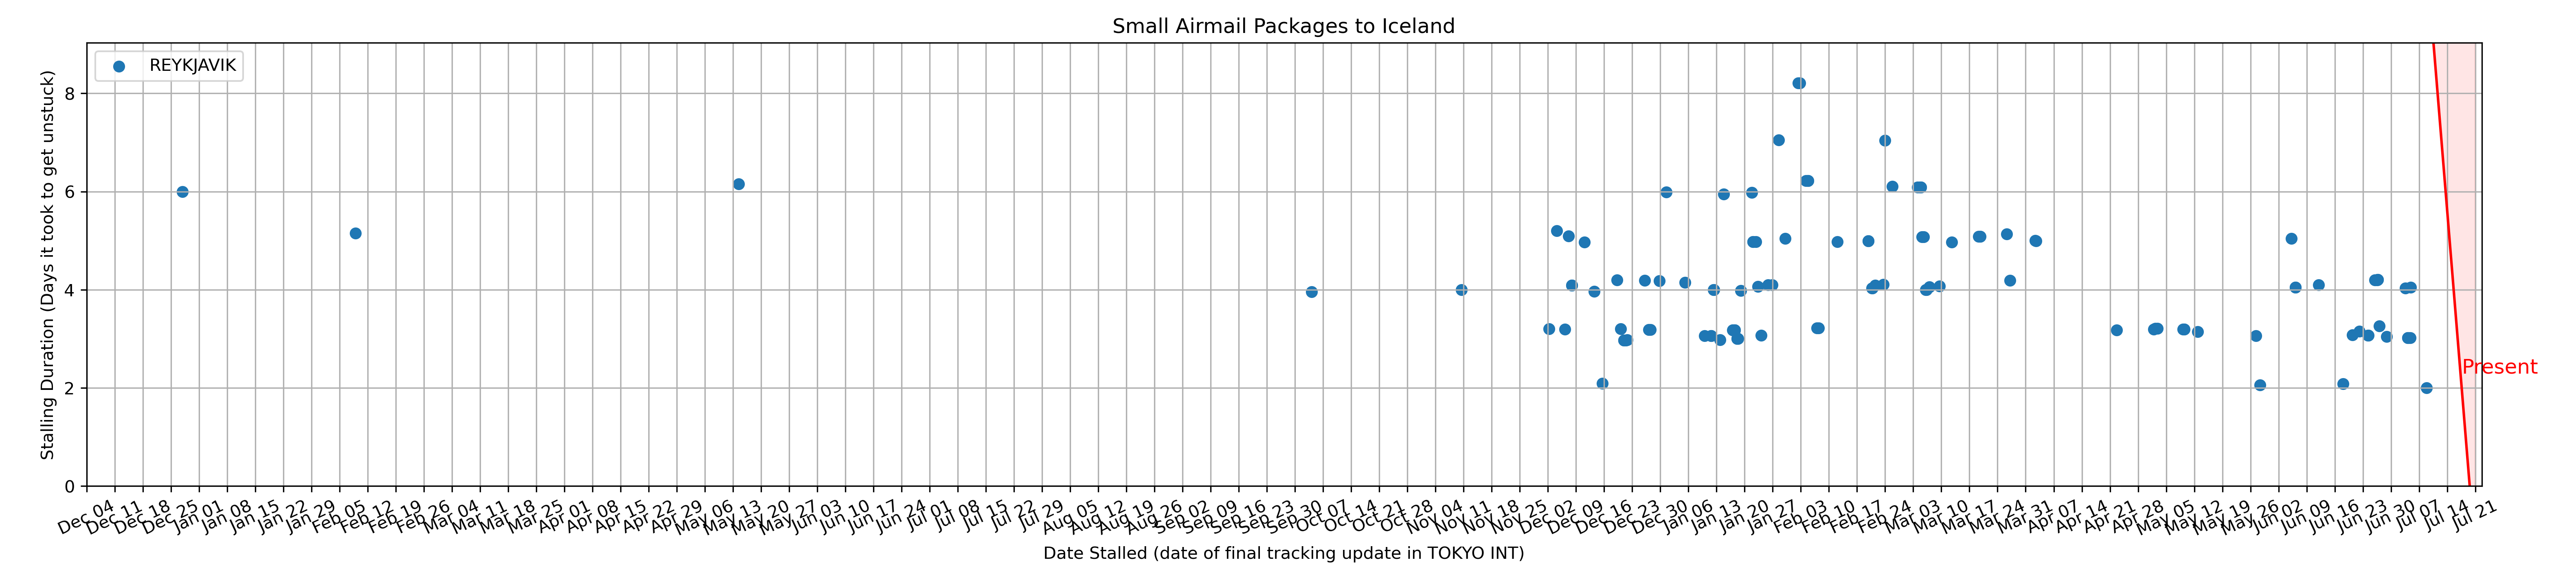 Small Airmail Packages to Iceland
REYKJAVIK
Stalling Duration (Days it took to get unstuck)
8
6
4
2
0
Present
Dec 04
Dec 11
Dec 18
Dec 25
Jan 01
Jan 08
Jan 15
Jan 22
Jan 29
Feb 05
Feb 12
Feb 19
Feb 26
Mar 04
Mar 11
Mar 18
Mar 25
Apr 01
Apr 08
Apr 15
Apr 22
Apr 29
May 06
May 13
May 20
May 27
Jun 03
Jun 10
Jun 17
Jun 24
Jul 01
Jul 08
Jul 15
Jul 22
Jul 29
Aug 05
Aug 12
Aug 19
Aug 26
Sep 02
Sep 09
Sep 16
Sep 23
Sep 30
Oct 07
Oct 14
Oct 21
Oct 28
Nov 04
Nov 11
Nov 18
Nov 25
Dec 02
Dec 09
Dec 16
Dec 23
Dec 30
Jan 06
Jan 13
Jan 20
Jan 27
Feb 03
Feb 10
Feb 17
Feb 24
Mar 03
Mar 10
Mar 17
Mar 24
Mar 31
Apr 07
Apr 14
Apr 21
Apr 28
May 05
May 12
May 19
May 26
Jun 02
Jun 09
Jun 16
Jun 23
Jun 30
Jul 07
Jul 14
Jul 21
Date Stalled (date of final tracking update in TOKYO INT)